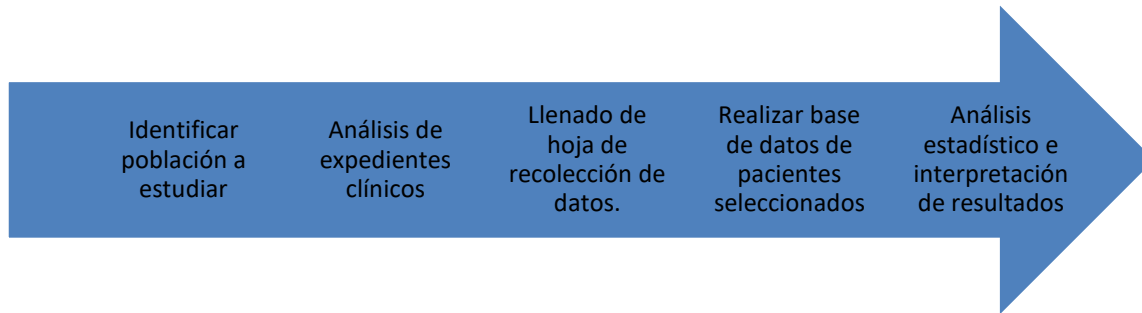 Identificar
población a
estudiar
Análisis de
expedientes
clínicos
Llenado de
hoja de
recolección de
datos.
Realizar base
de datos de
pacientes
seleccionados
Análisis
estadístico e
interpretación
de resultados